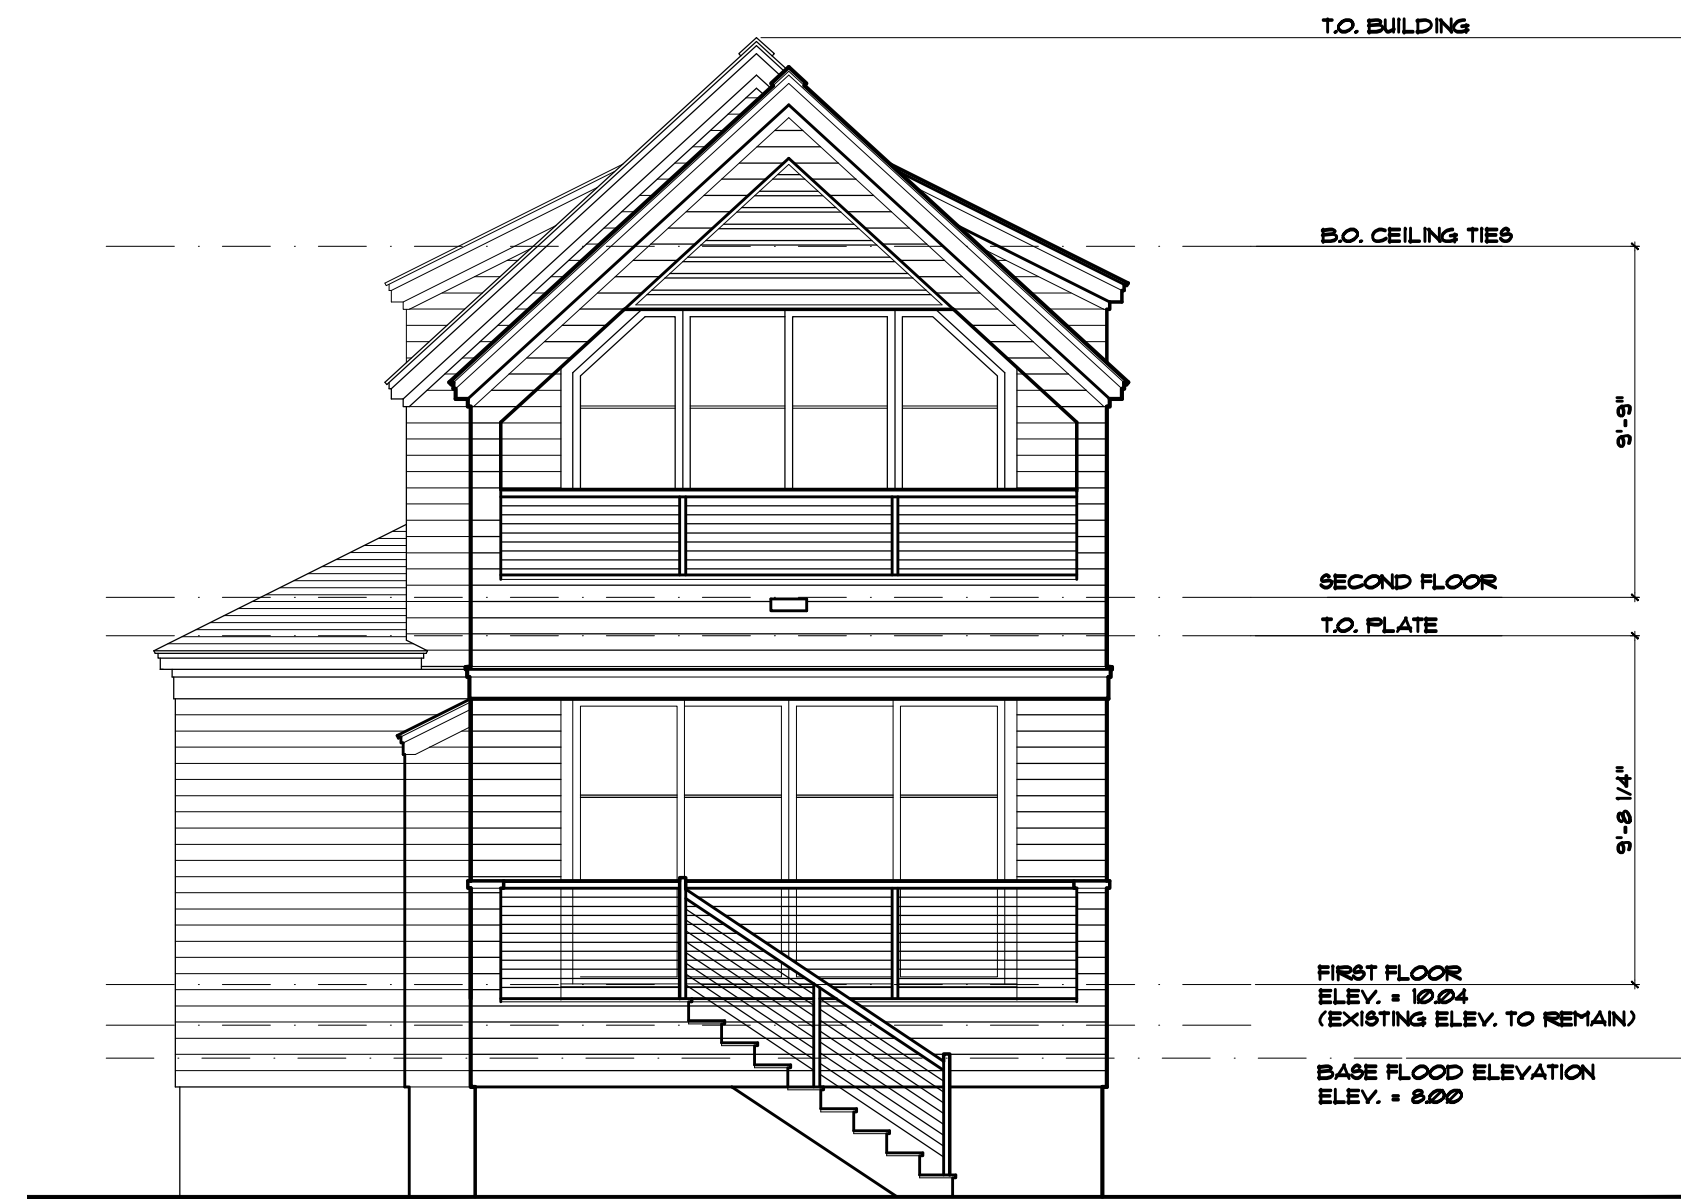 T.O. BUILDING
B.O. CEILING TIES
9'-9"
SECOND FLOOR
T.O. PLATE
9'-8 1/4"
FIRST FLOOR
ELEV. = 10.04
(EXISTING ELEV. TO REMAIN)
BASE FLOOD ELEVATION
ELEV. = 8.00